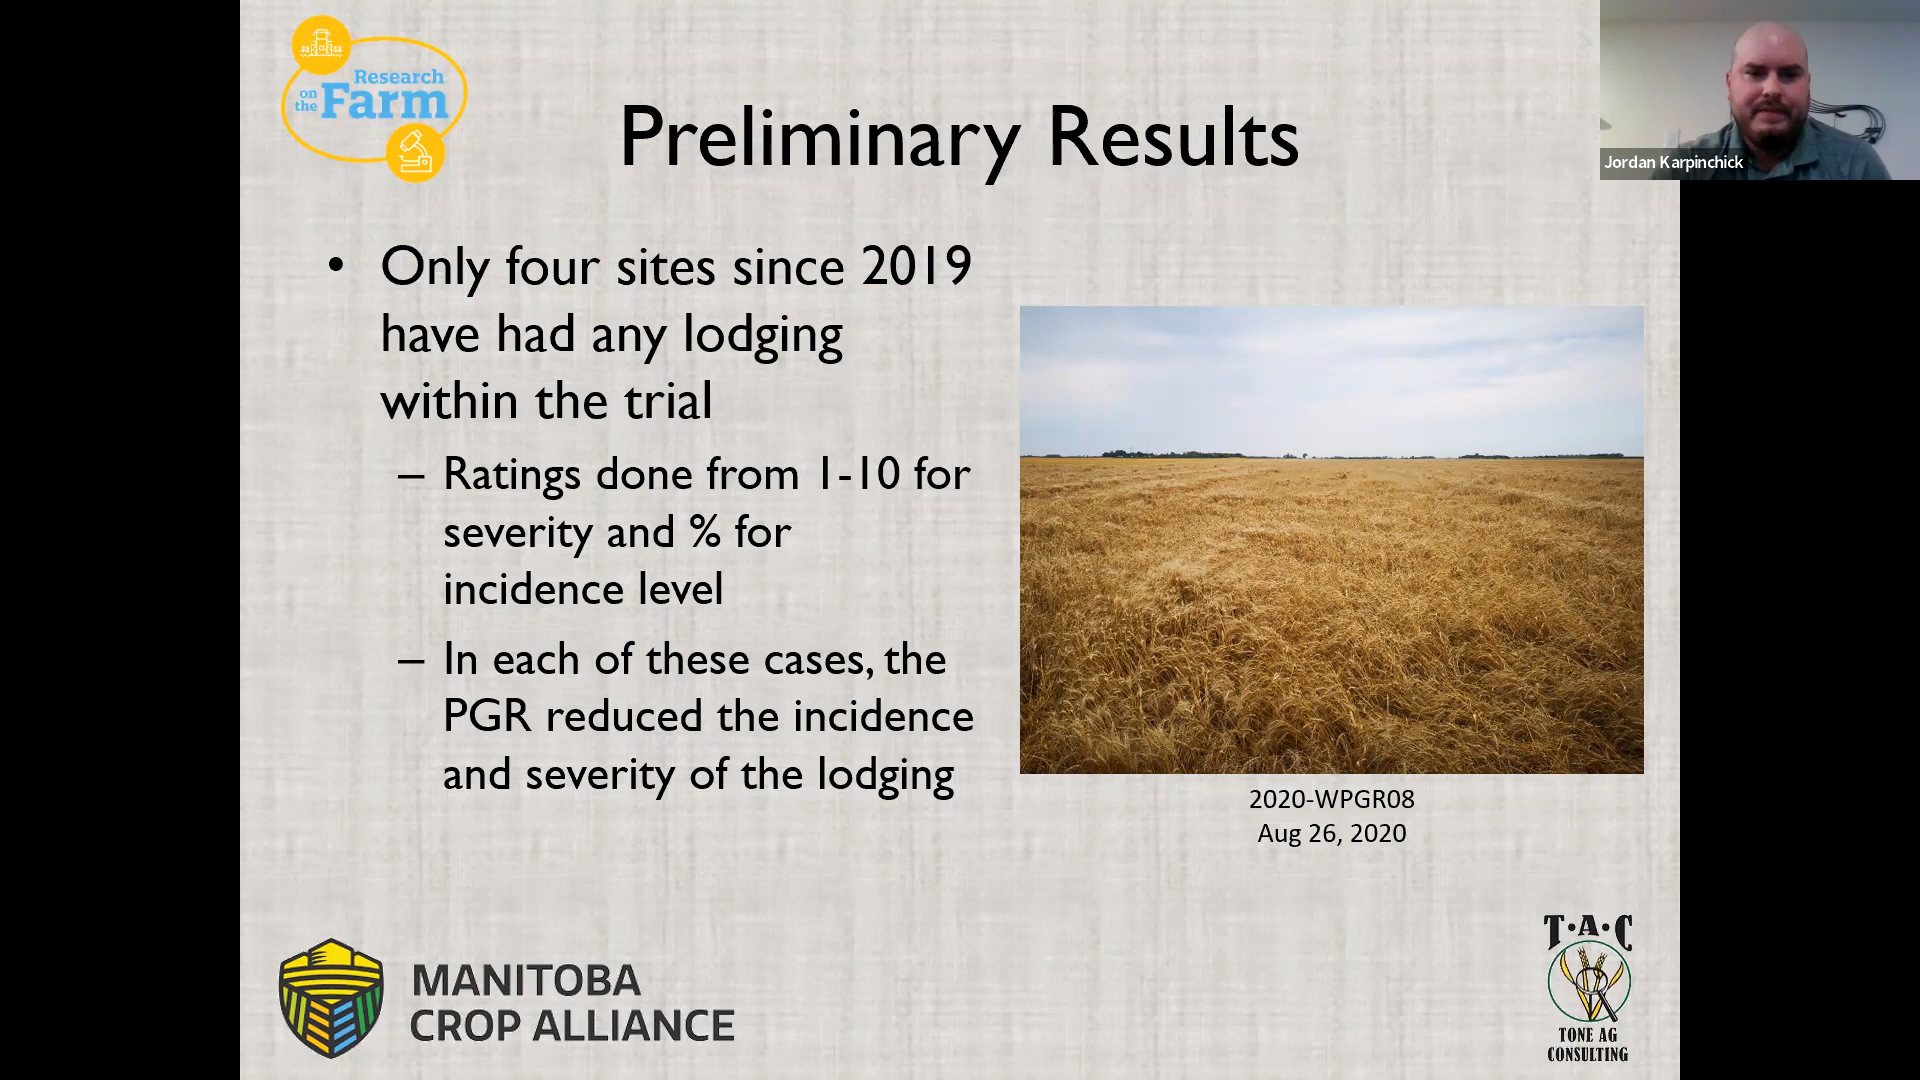 Research
on the Farm
Preliminary Results
Jordan Karpinchick
• Only four sites since 2019
have had any lodging
within the trial
– Ratings done from 1-10 for
severity and % for
incidence level
– In each of these cases, the
PGR reduced the incidence
and severity of the lodging
2020-WPGR08
Aug 26, 2020
MANITOBA
CROP ALLIANCE
T·A·C
TONE AG
CONSULTING